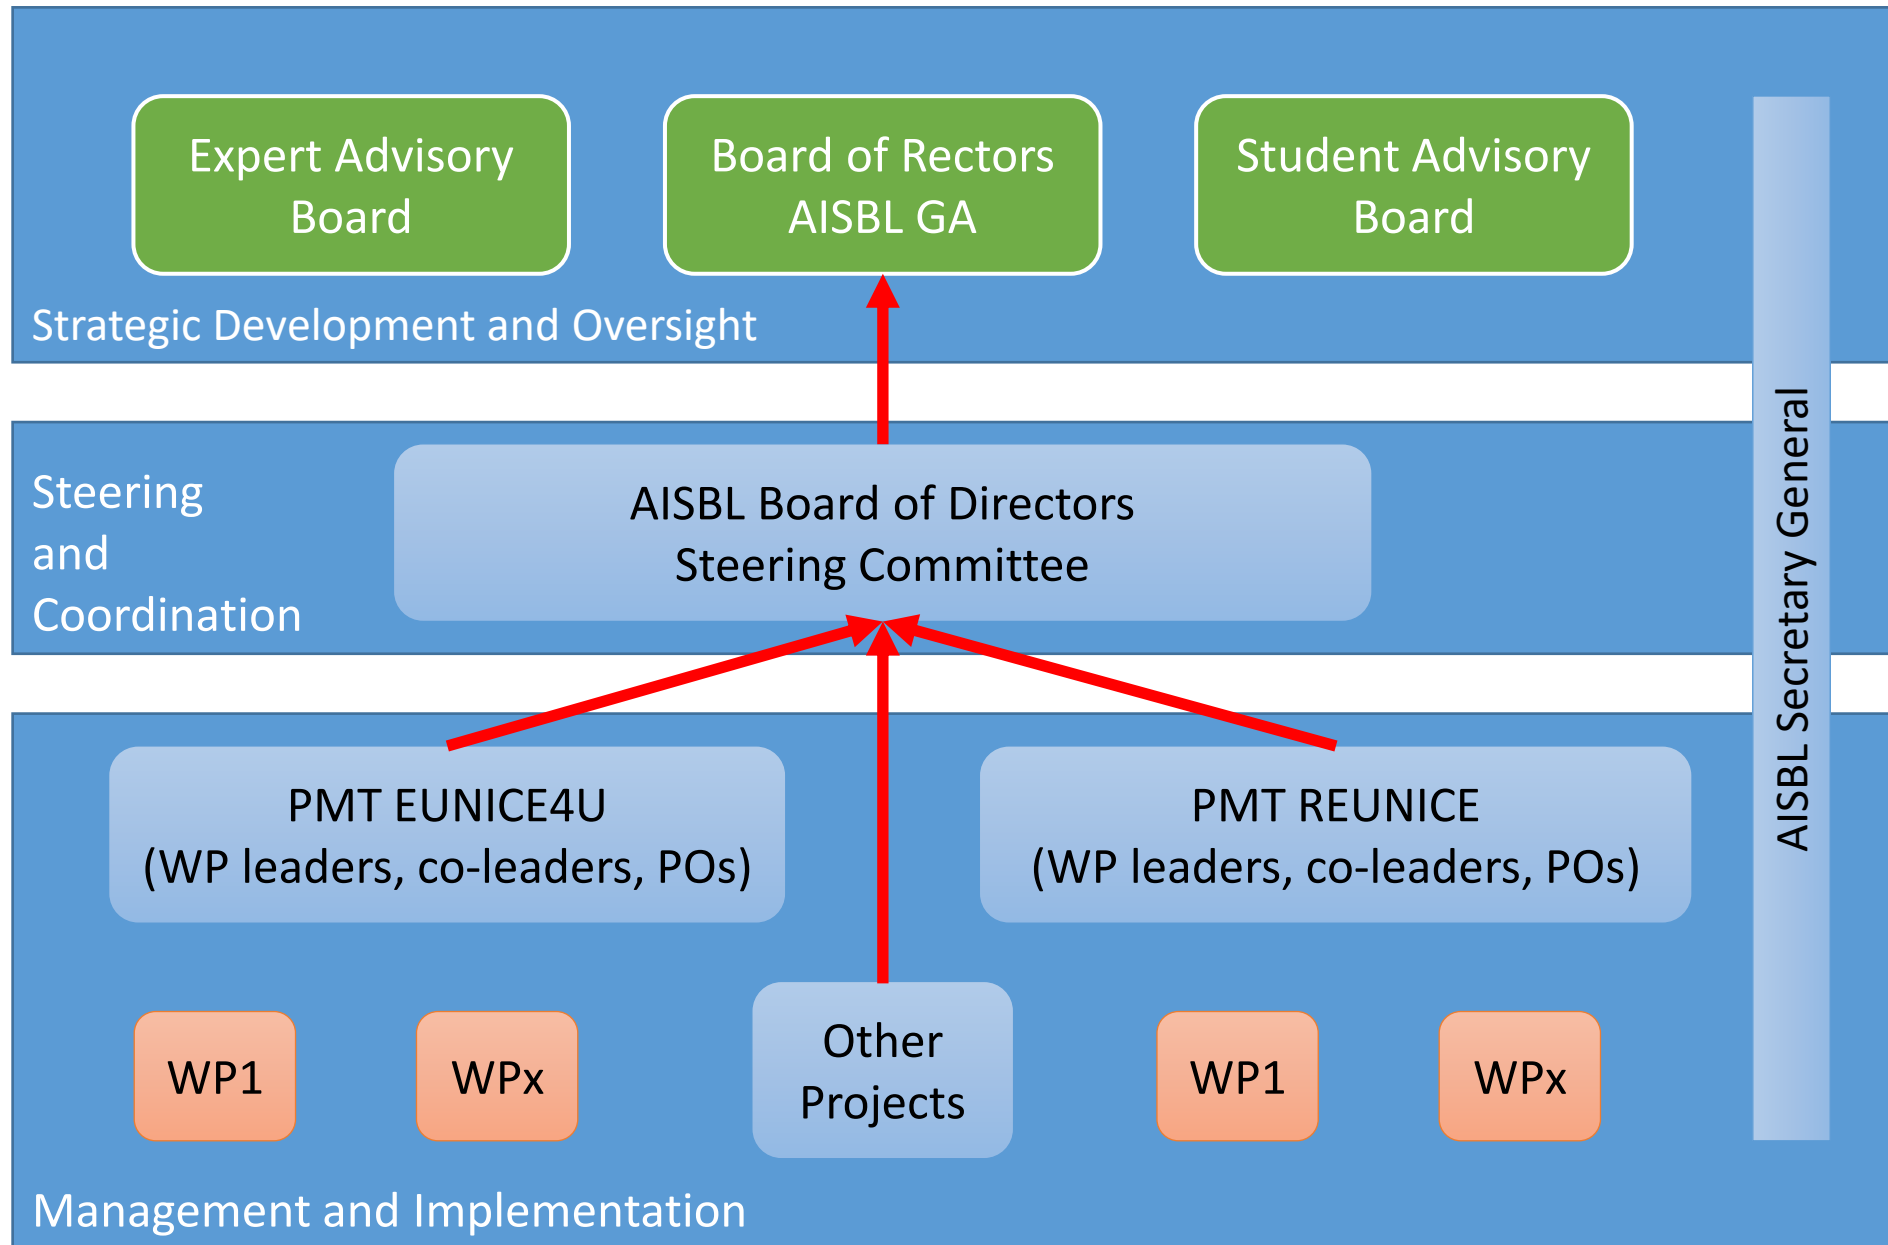 Expert Advisory
Board
Board of Rectors
AISBL GA
Student Advisory
Board
Strategic Development and Oversight
Steering
and
Coordination
AISBL Board of Directors
Steering Committee
AISBL Secretary General
PMT EUNICE4U
(WP leaders, co-leaders, POs)
PMT REUNICE
(WP leaders, co-leaders, POs)
WP1
WPx
Other
Projects
WP1
WPx
Management and Implementation